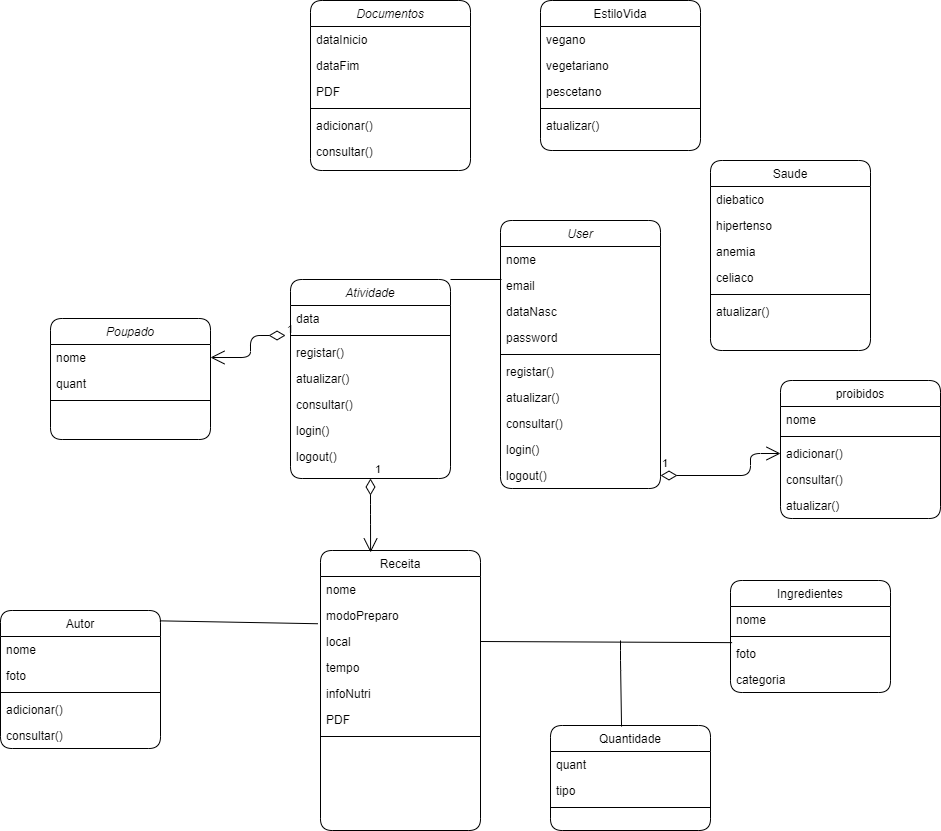 Documentos
dataInicio
dataFim
PDF
adicionar()
consultar()
EstiloVida
vegano
vegetariano
pescetano
atualizar()
Saude
diebatico
hipertenso
anemia
celiaco
atualizar()
User
nome
email
dataNasc
password
registar()
atualizar()
consultar()
login()
logout()
1
Atividade
data
registar()
atualizar()
consultar()
login()
logout()
1
Poupado
nome
quant
1
proibidos
nome
adicionar()
consultar()
atualizar()
Receita
nome
modoPreparo
local
tempo
infoNutri
PDF
Autor
nome
foto
adicionar()
consultar()
Ingredientes
nome
foto
categoria
Quantidade
quant
tipo